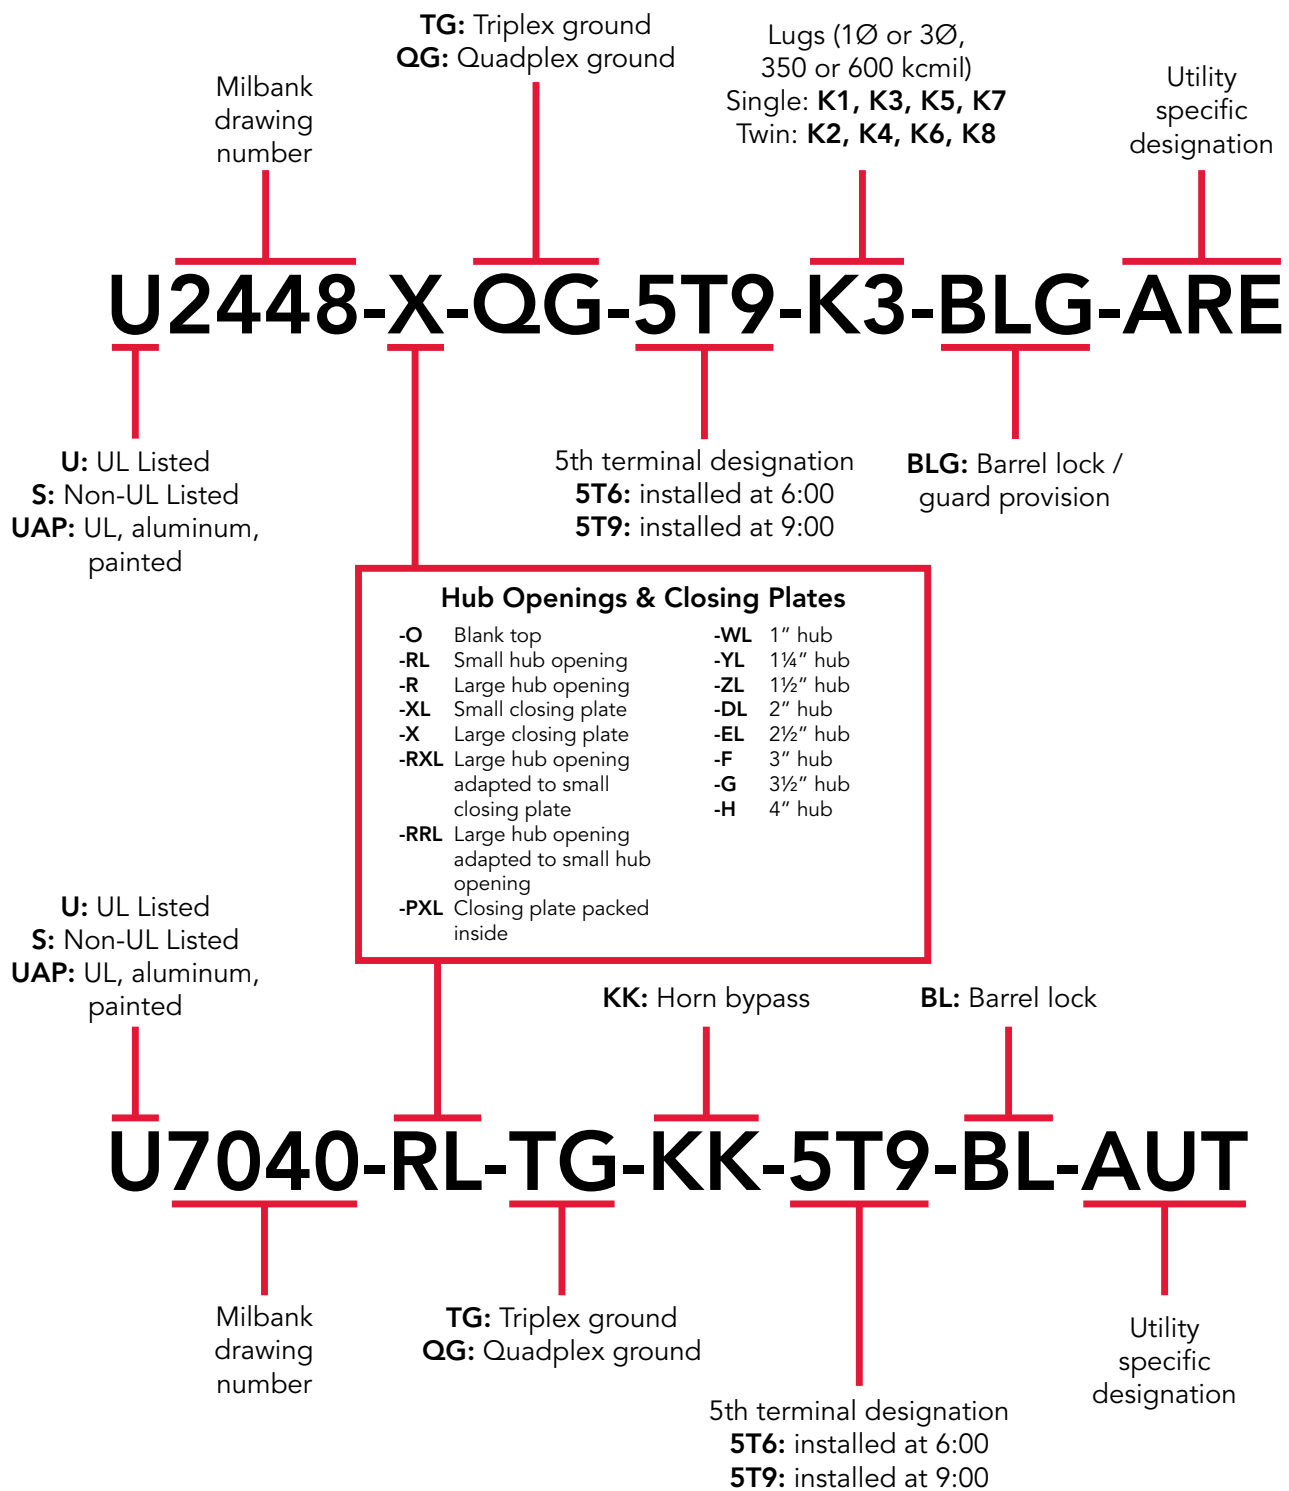 TG: Triplex ground
QG: Quadplex ground
Lugs (1Ø or 3Ø,
350 or 600 kcmil)
Single: K1, K3, K5, K7
Twin: K2, K4, K6, K8
Milbank
drawing
number
Utility
specific
designation
U2448-X-QG-5T9-K3-BLG-ARE
U: UL Listed
S: Non-UL Listed
UAP: UL, aluminum,
painted
5th terminal designation
5T6: installed at 6:00
5T9: installed at 9:00
BLG: Barrel lock /
guard provision
Hub Openings & Closing Plates
-O Blank top
-RL Small hub opening
-R Large hub opening
-XL Small closing plate
-X Large closing plate
-RXL Large hub opening
adapted to small
closing plate
-RRL Large hub opening
adapted to small hub
opening
-PXL Closing plate packed
inside
-WL 1” hub
-YL 1¼” hub
-ZL 1½” hub
-DL 2” hub
-EL 2½” hub
-F 3” hub
-G 3½” hub
-H 4” hub
U: UL Listed
S: Non-UL Listed
UAP: UL, aluminum,
painted
KK: Horn bypass
BL: Barrel lock
U7040-RL-TG-KK-5T9-BL-AUT
Milbank
drawing
number
TG: Triplex ground
QG: Quadplex ground
5th terminal designation
5T6: installed at 6:00
5T9: installed at 9:00
Utility
specific
designation